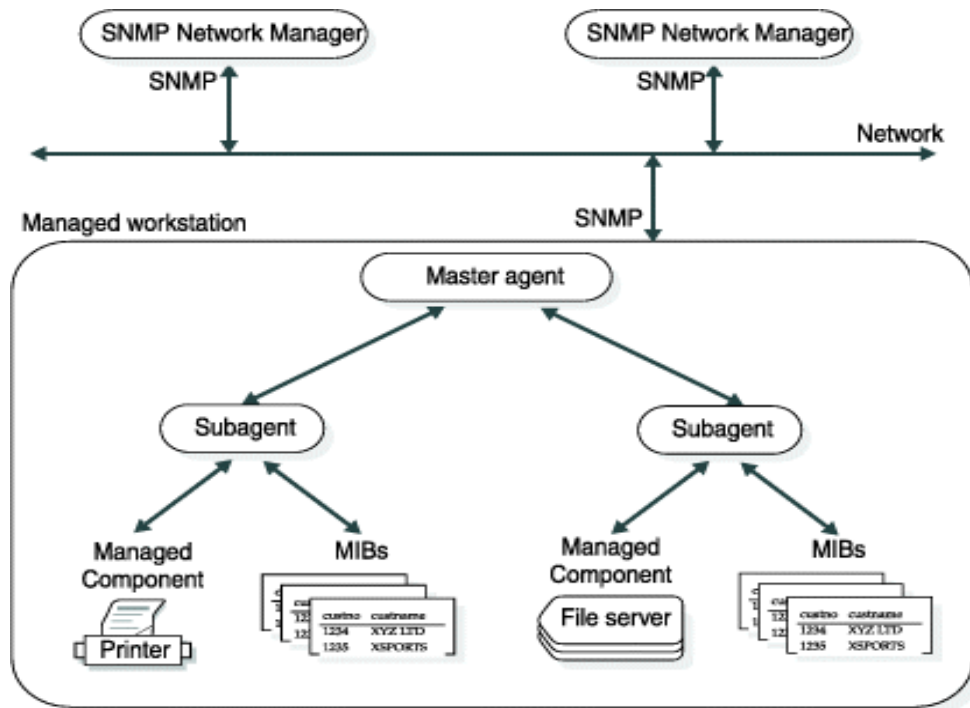 SNMP Network Manager
SNMP Network Manager
SNMP
SNMP
Network
SNMP
Managed workstation
Master agent
Subagent
Subagent
Managed
Component
MIBs
Managed
Component
MIBs
custno custname
1234 XYZ LTD
1235 XSPORTS
Printer
File server
custno custname
1234 XYZ LTD
1235 XSPORTS